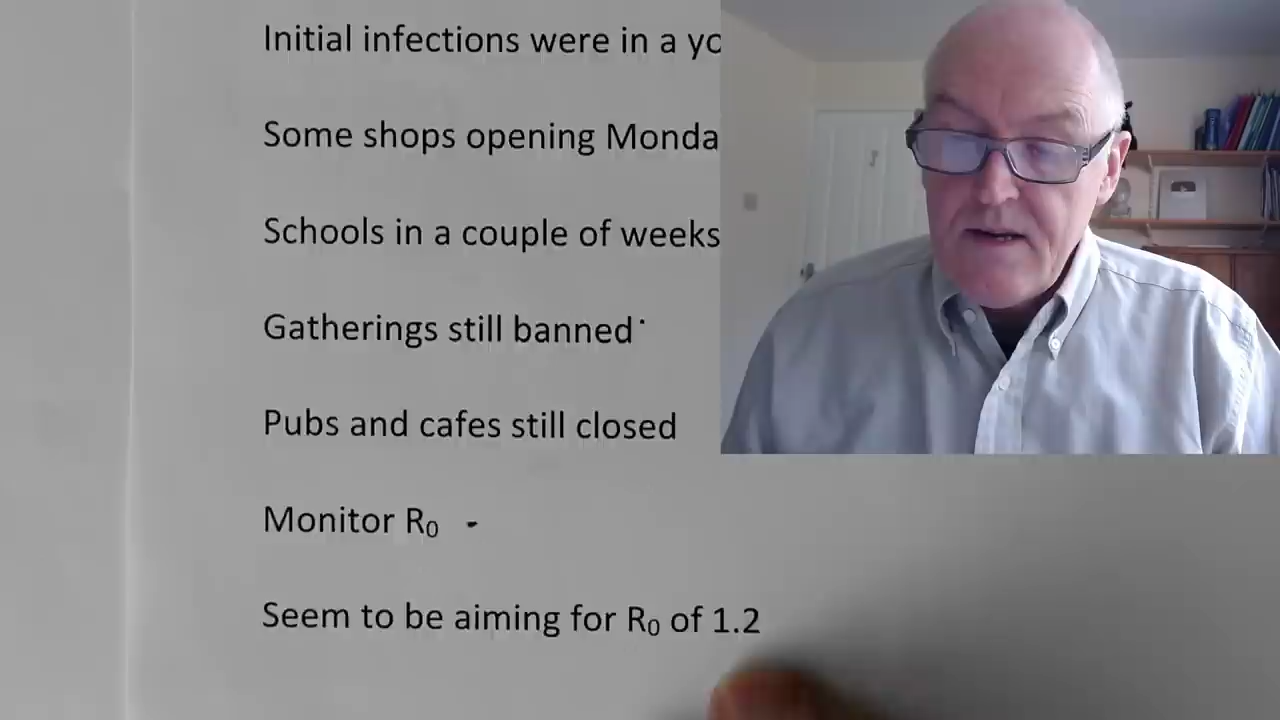 Initial infections were in a yo
Some shops opening Monda
Schools in a couple of weeks
Gatherings still banned
Pubs and cafes still closed
Monitor R₀ -
Seem to be aiming for R₀ of 1.2